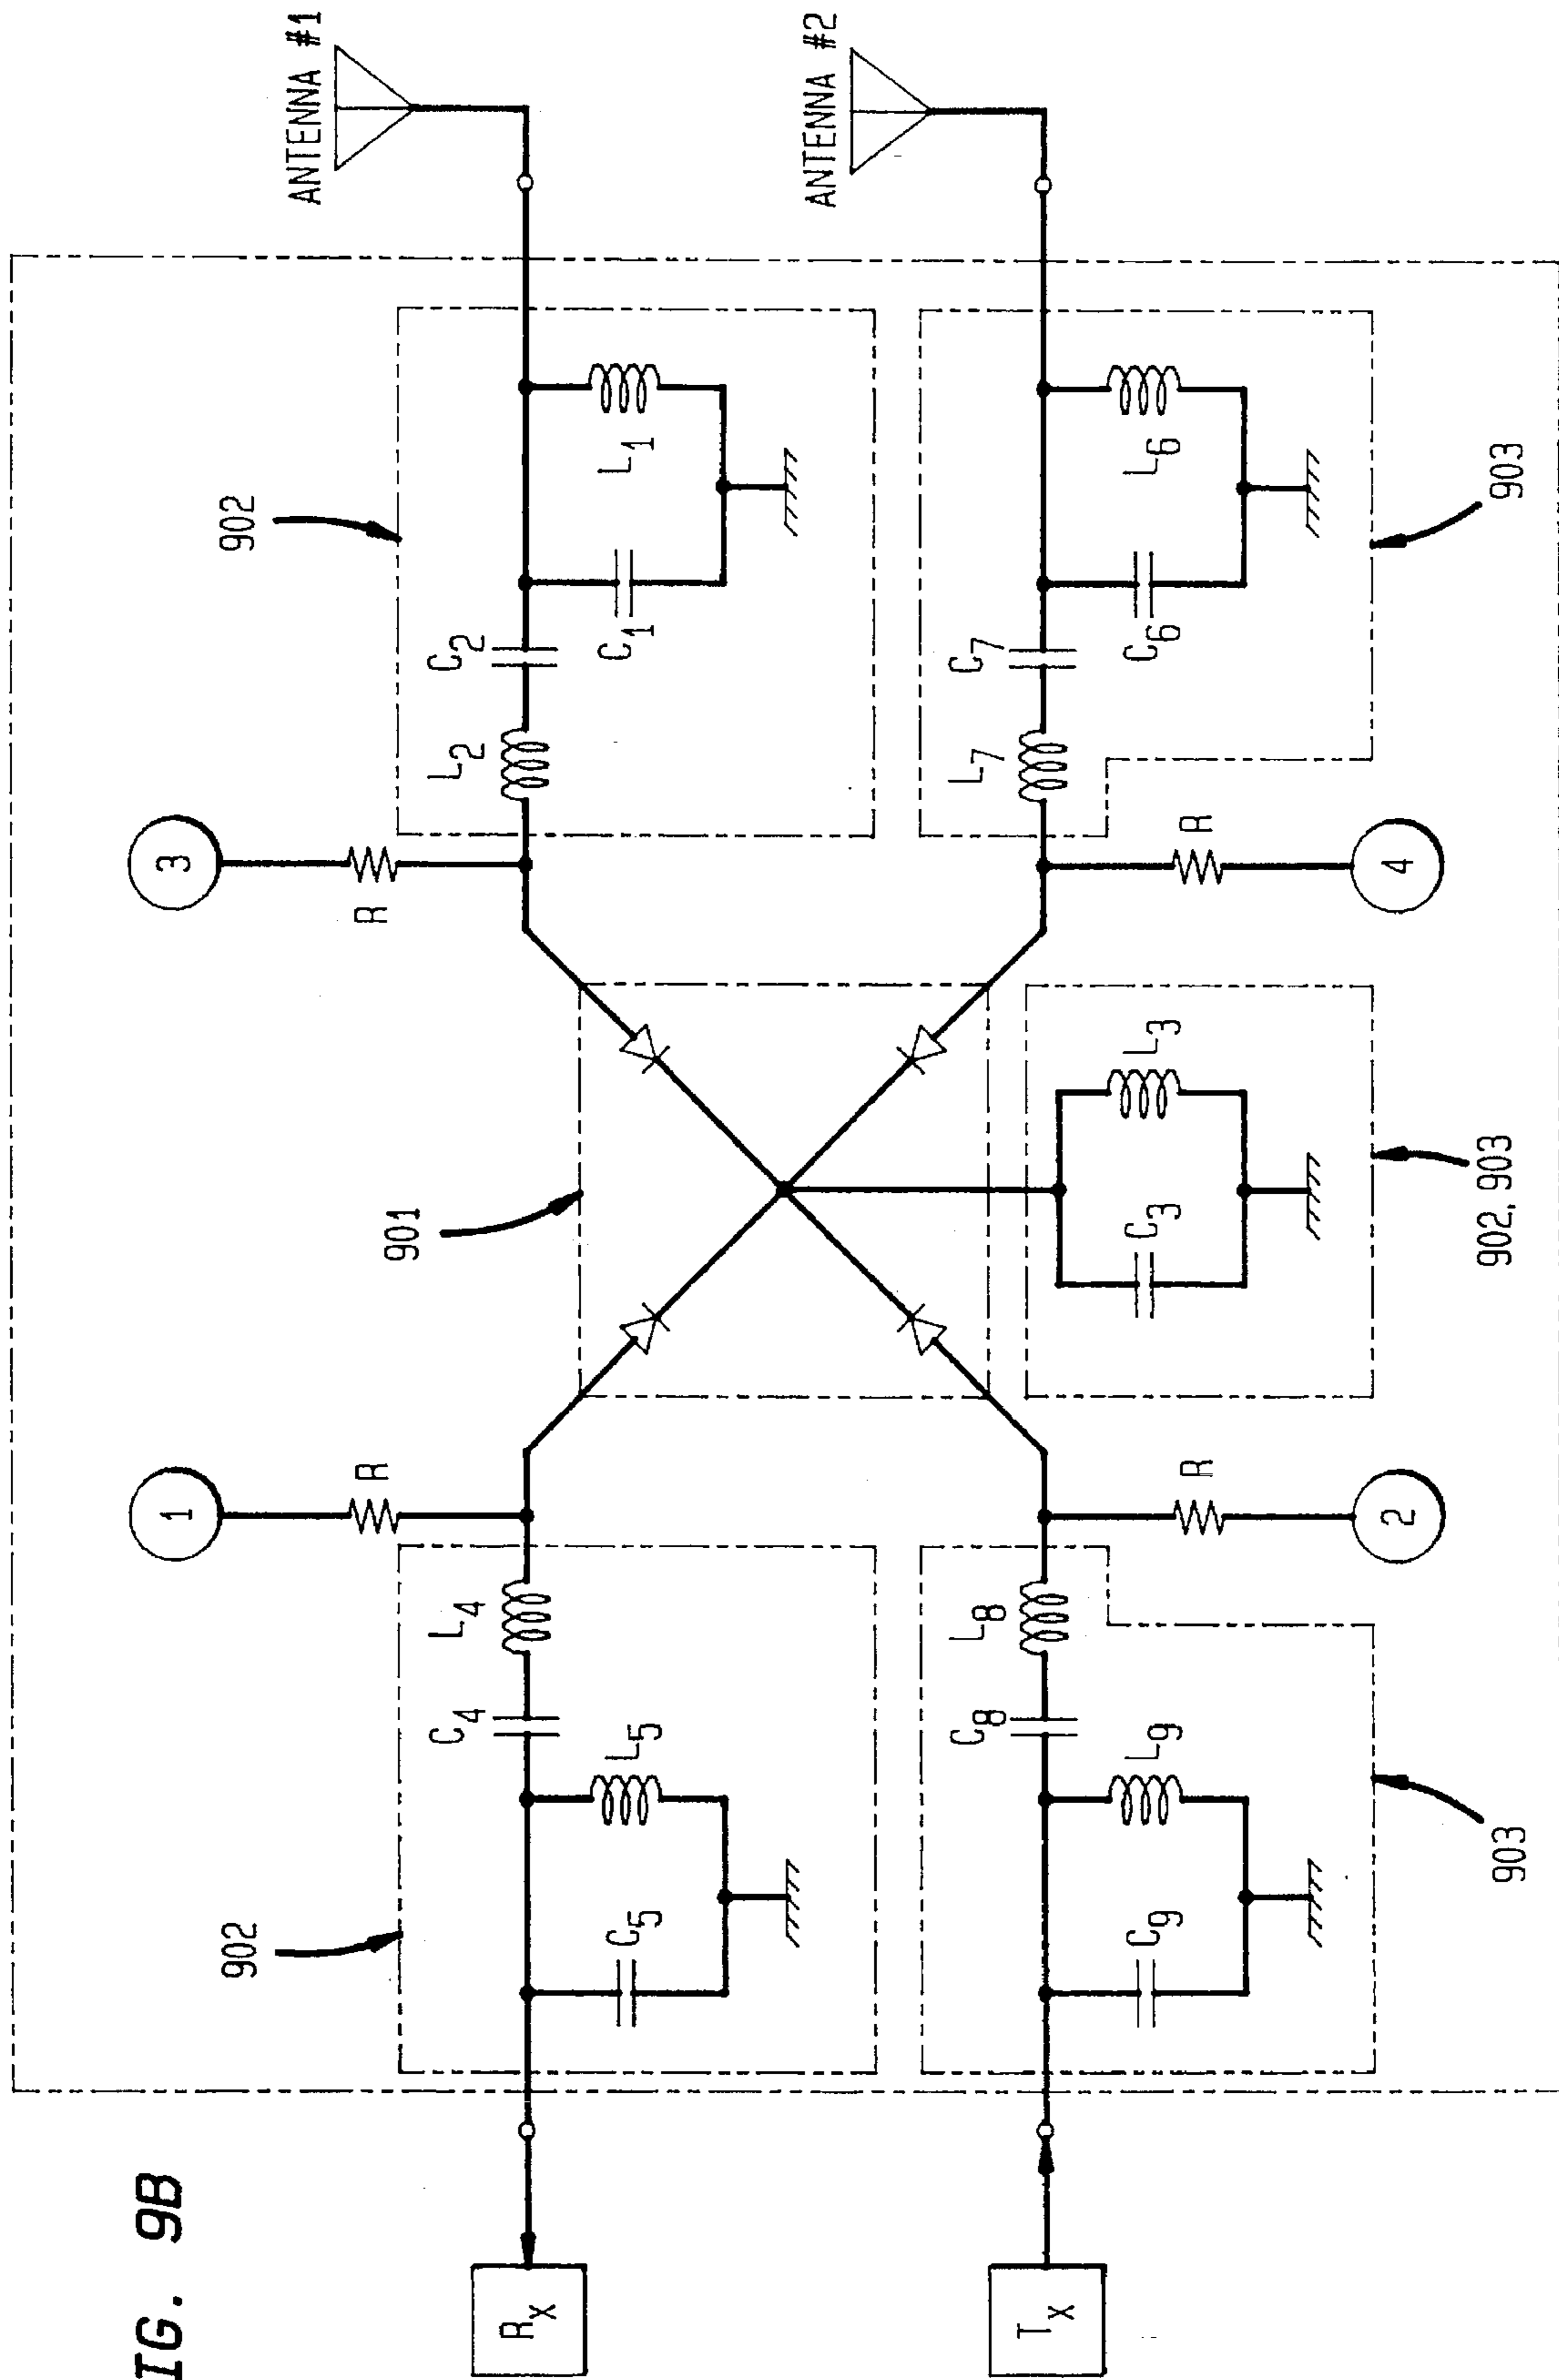 IG. 9B
ANTENNA #1
ANTENNA #2
902
902
901
903
903
902, 903
1
2
3
4
R
R
R
R
L1
C1
L2
C2
L3
C3
L4
C4
L5
C5
L6
C6
L7
C7
L8
C8
L9
C9
RX
TX